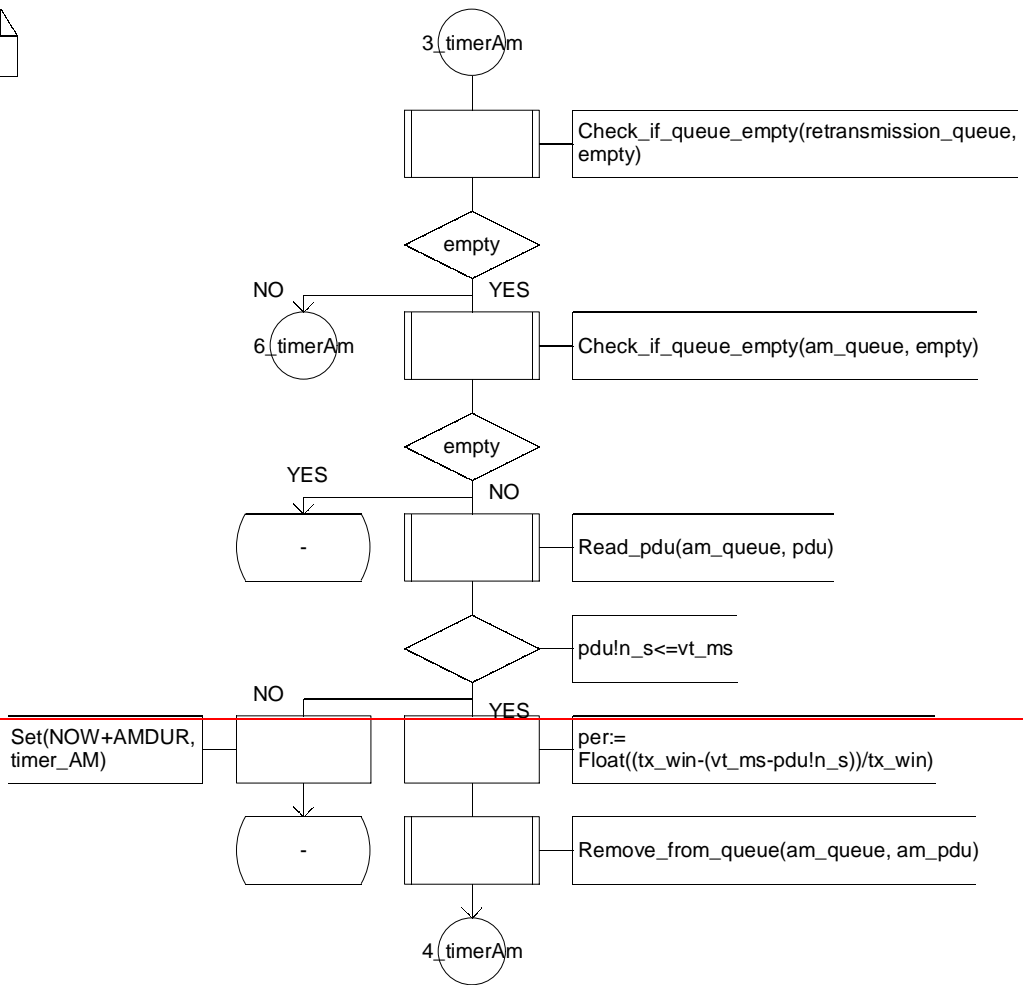 3_timerAm
Check_if_queue_empty(retransmission_queue,
empty)
empty
NO
YES
6_timerAm
Check_if_queue_empty(am_queue, empty)
empty
YES
NO
-
Read_pdu(am_queue, pdu)
pdu!n_s<=vt_ms
NO
YES
Set(NOW+AMDUR,
timer_AM)
per:=
Float((tx_win-(vt_ms-pdu!n_s))/tx_win)
-
Remove_from_queue(am_queue, am_pdu)
4_timerAm